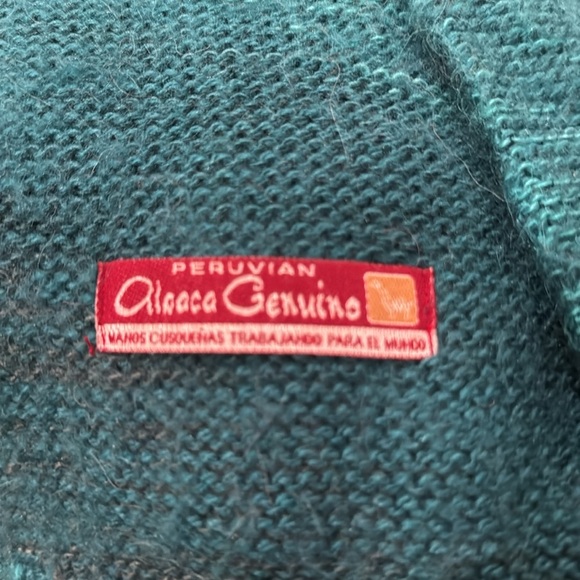 PERUVIAN
Alpaca Genuino
MANOS CUSQUEÑAS TRABAJANDO PARA EL MUNDO